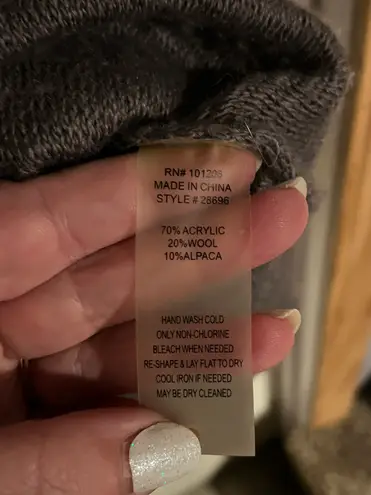 RN# 101206
MADE IN CHINA
STYLE # 28696
70% ACRYLIC
20%WOOL
10%ALPACA
HAND WASH COLD
ONLY NON-CHLORINE
BLEACH WHEN NEEDED
RE-SHAPE & LAY FLAT TO DRY
COOL IRON IF NEEDED
MAY BE DRY CLEANED